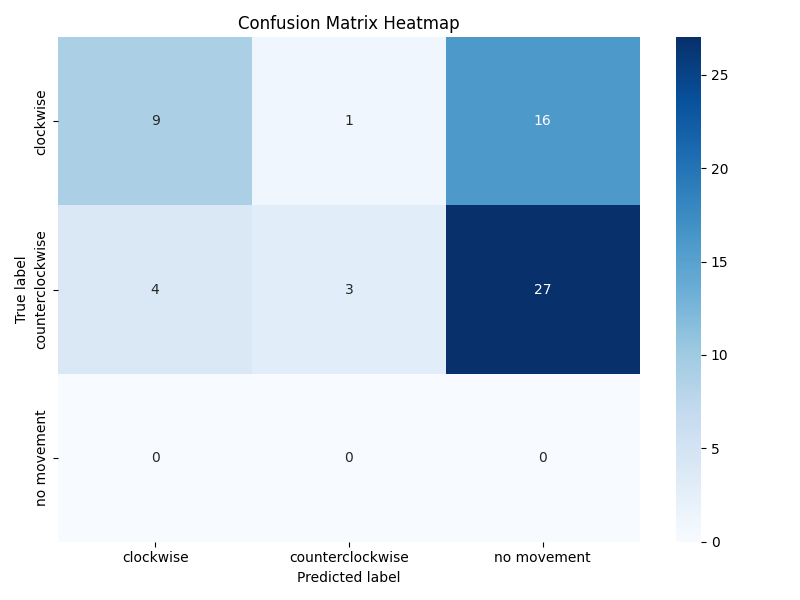 Confusion Matrix Heatmap
True label
clockwise
9 1 16
counterclockwise
4 3 27
no movement
0 0 0
clockwise counterclockwise no movement
Predicted label
25
20
15
10
5
0